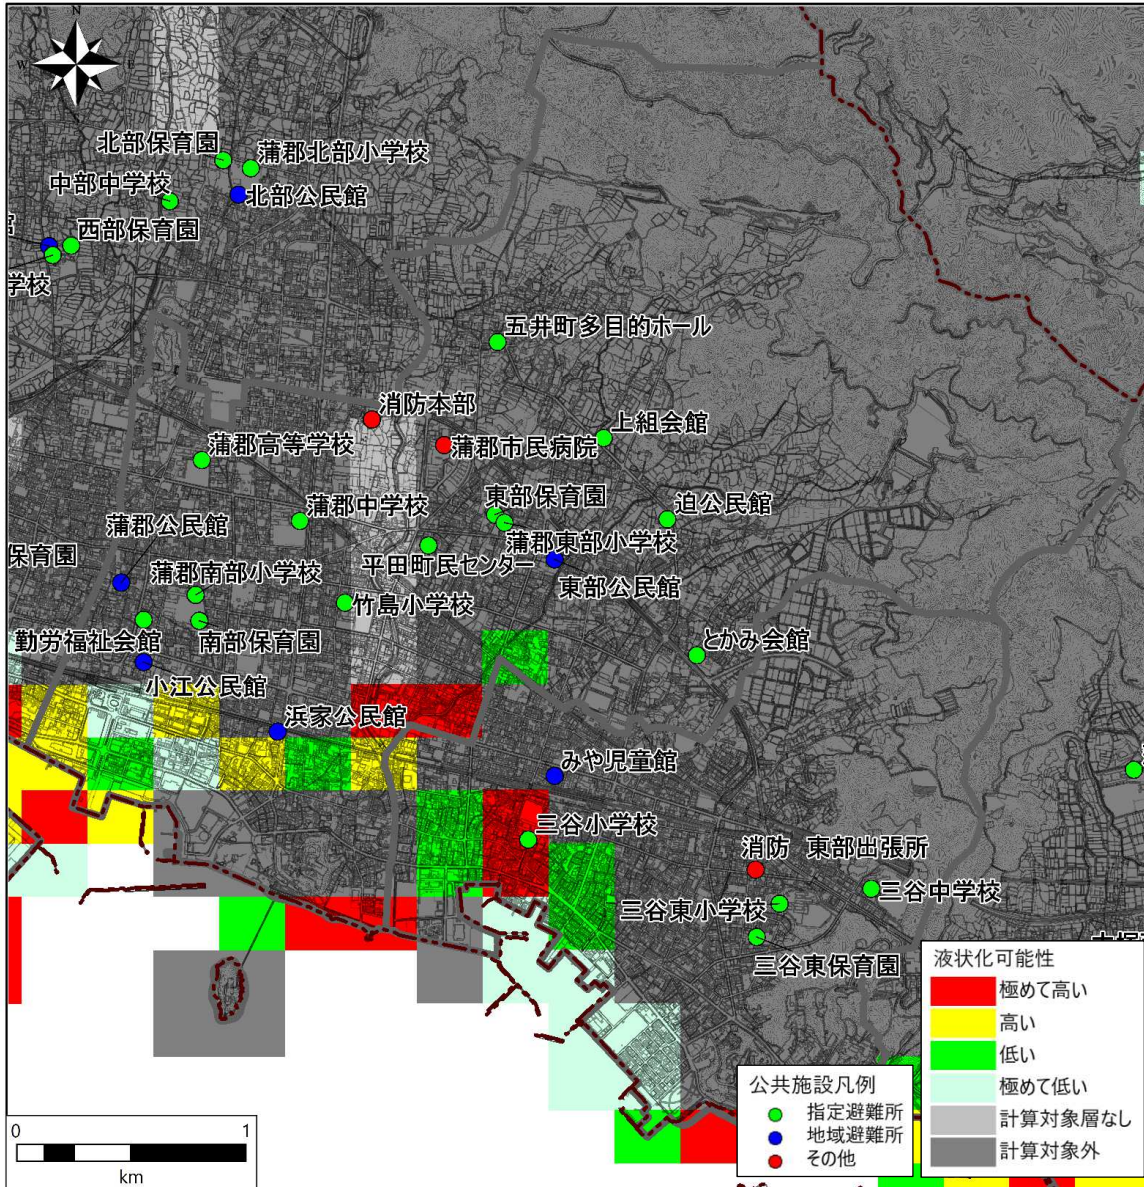 N
W
E
S
北部保育園
蒲郡北部小学校
中部中学校
北部公民館
西部保育園
学校
五井町多目的ホール
消防本部
上組会館
蒲郡市民病院
蒲郡高等学校
東部保育園
迫公民館
蒲郡中学校
蒲郡公民館
蒲郡東部小学校
保育園
平田町民センター
東部公民館
蒲郡南部小学校
竹島小学校
勤労福祉会館
南部保育園
とかみ会館
小江公民館
浜家公民館
みや児童館
三谷小学校
消防 東部出張所
三谷中学校
三谷東小学校
三谷東保育園
液状化可能性
極めて高い
高い
低い
極めて低い
計算対象層なし
計算対象外
公共施設凡例
指定避難所
地域避難所
その他
0 1
km